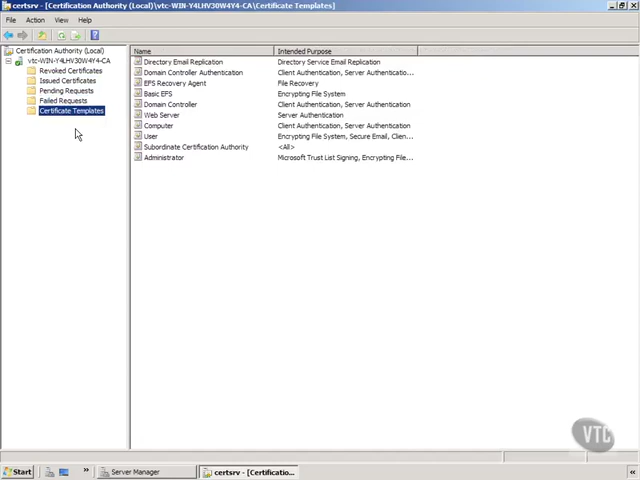 certsrv - [Certification Authority (Local)\vtc-WIN-Y4LHV30W4Y4-CA\Certificate Templates]
File Action View Help
Certification Authority (Local)
vtc-WIN-Y4LHV30W4Y4-CA
Revoked Certificates
Issued Certificates
Pending Requests
Failed Requests
Certificate Templates
Name Intended Purpose
Directory Email Replication Directory Service Email Replication
Domain Controller Authentication Client Authentication, Server Authenticatio...
EFS Recovery Agent File Recovery
Basic EFS Encrypting File System
Domain Controller Client Authentication, Server Authenticatio...
Web Server Server Authentication
Computer Client Authentication, Server Authenticatio...
User Encrypting File System, Secure Email, Clien...
Subordinate Certification Authority <All>
Administrator Microsoft Trust List Signing, Encrypting File...
VTC
Start » Server Manager certsrv - [Certificatio... «